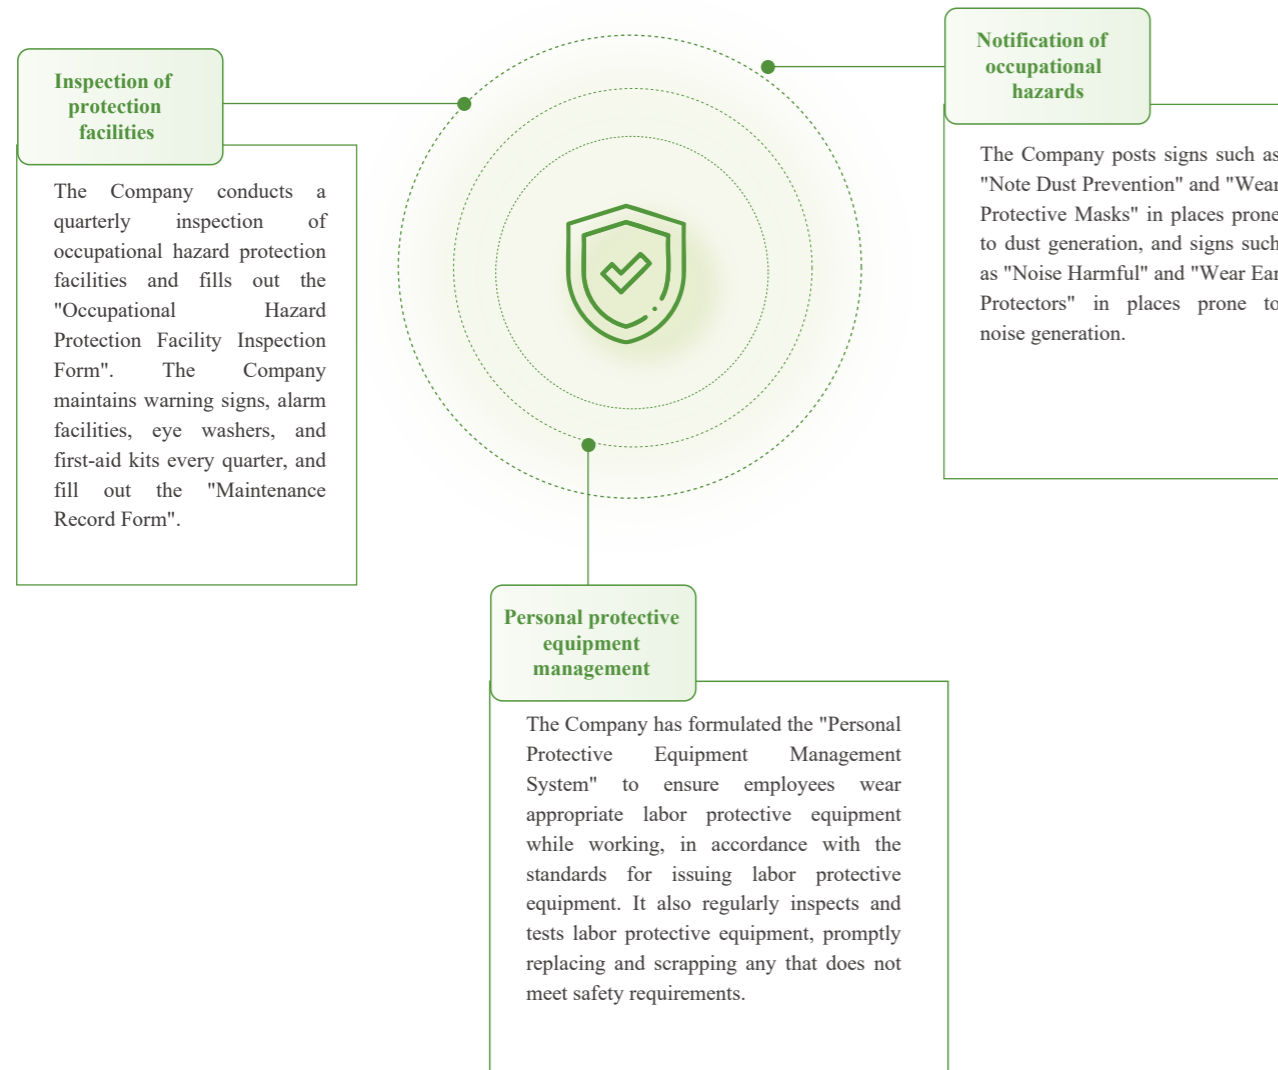 Inspection of
protection
facilities
The Company conducts a
quarterly inspection of
occupational hazard protection
facilities and fills out the
"Occupational Hazard
Protection Facility Inspection
Form". The Company
maintains warning signs, alarm
facilities, eye washers, and
first-aid kits every quarter, and
fill out the "Maintenance
Record Form".
Notification of
occupational
hazards
The Company posts signs such as
"Note Dust Prevention" and "Wear
Protective Masks" in places prone
to dust generation, and signs such
as "Noise Harmful" and "Wear Ear
Protectors" in places prone to
noise generation.
Personal protective
equipment
management
The Company has formulated the "Personal
Protective Equipment Management
System" to ensure employees wear
appropriate labor protective equipment
while working, in accordance with the
standards for issuing labor protective
equipment. It also regularly inspects and
tests labor protective equipment, promptly
replacing and scrapping any that does not
meet safety requirements.